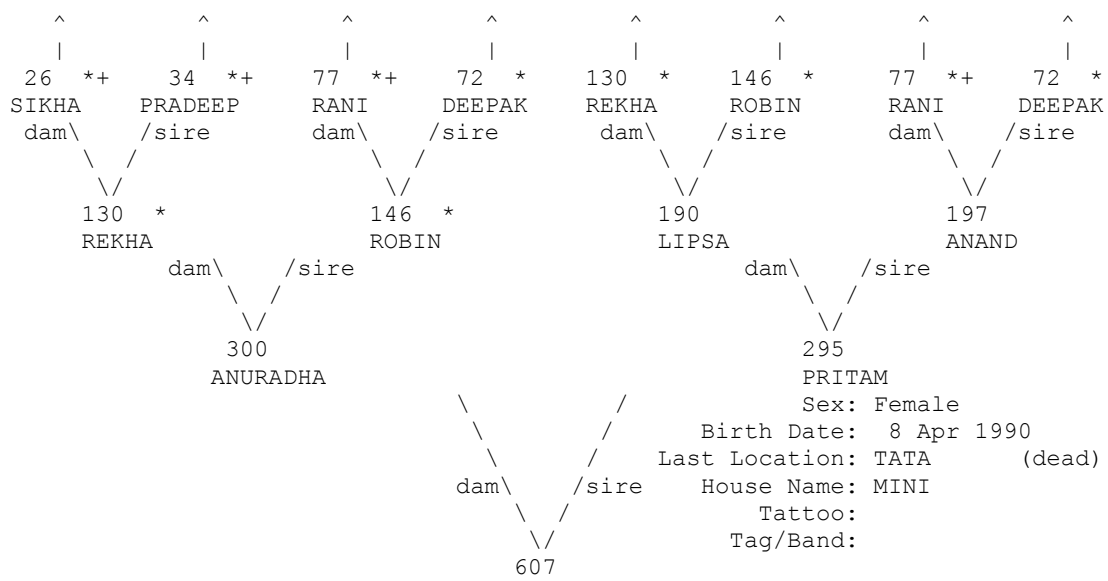 ^ ^ ^ ^ ^ ^ ^ ^
| | | | | | | |
26 *+ 34 *+ 77 *+ 72 * 130 * 146 * 77 *+ 72 *
SIKHA PRADEEP RANI DEEPAK REKHA ROBIN RANI DEEPAK
dam\ /sire dam\ /sire dam\ /sire dam\ /sire
\ / \ / \ / \ /
\/ \/ \/ \/
130 * 146 * 190 197
REKHA ROBIN LIPSA ANAND
dam\ /sire dam\ /sire
\ / \ /
\/ \/
300 295
ANURADHA PRITAM
\ / Sex: Female
\ / Birth Date: 8 Apr 1990
\ / Last Location: TATA (dead)
dam\ /sire House Name: MINI
\ / Tattoo:
\/ Tag/Band:
607